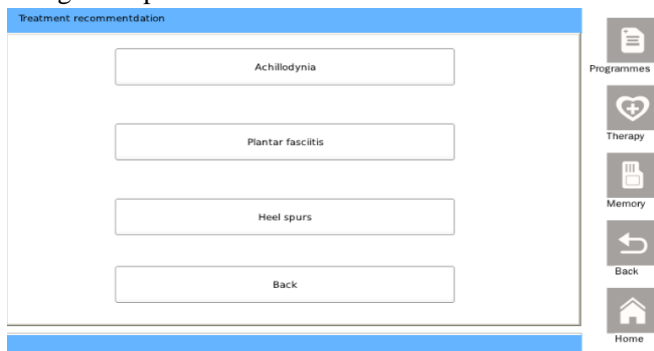 Treatment recommentdation
Achillodynia
Plantar fasciitis
Heel spurs
Back
Programmes
Therapy
Memory
Back
Home